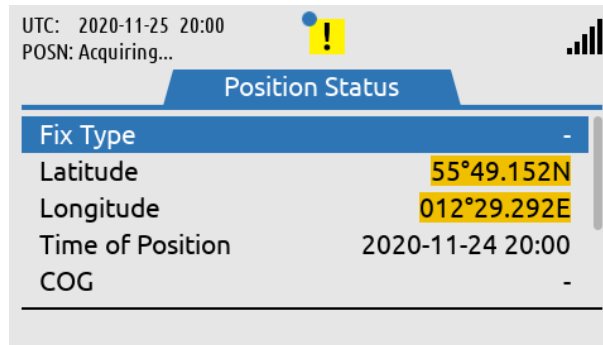 UTC: 2020-11-25 20:00
POSN: Acquiring...
!
Position Status
Fix Type -
Latitude 55°49.152N
Longitude 012°29.292E
Time of Position 2020-11-24 20:00
COG -